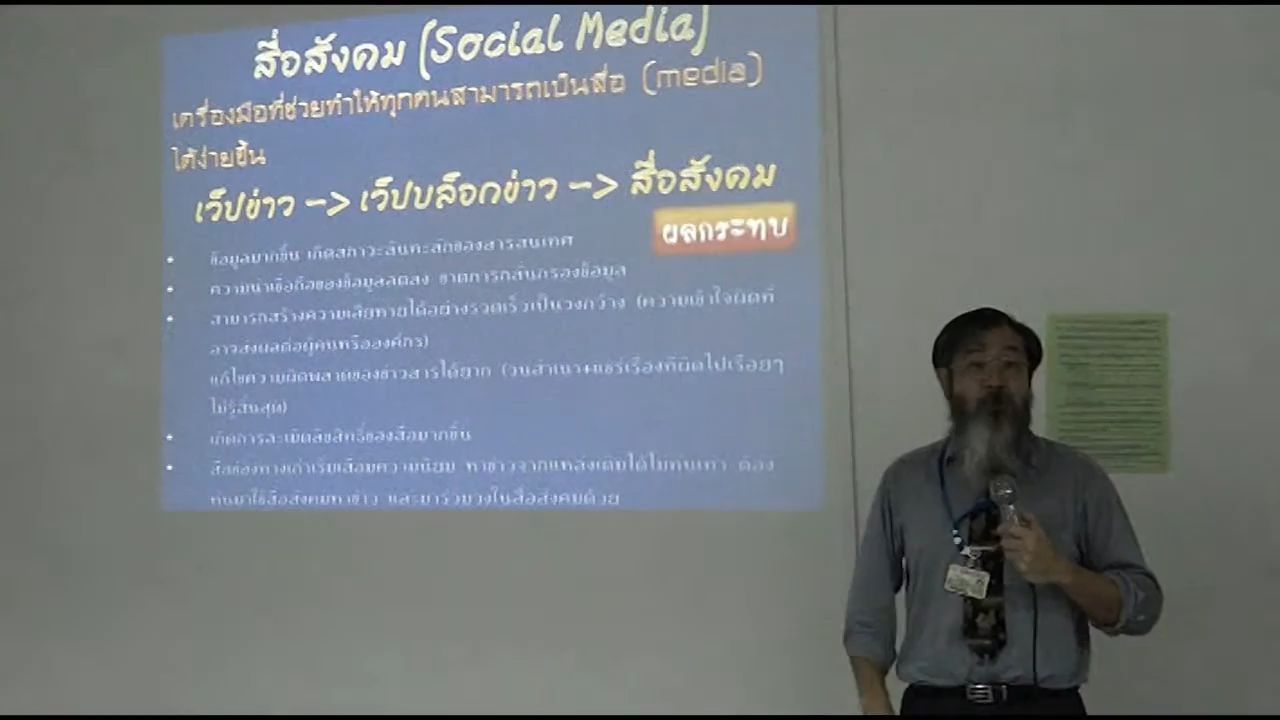 สื่อสังคม (Social Media)
เครื่องมือที่ช่วยทำให้ทุกคนสามารถเป็นสื่อ (media)
ได้ง่ายขึ้น
เว็ปข่าว –> เว็ปบล็อกข่าว –> สื่อสังคม
ผลกระทบ
• ข้อมูลมากขึ้น เกิดสภาวะล้นทะลักของสารสนเทศ
• ความน่าเชื่อถือของข้อมูลลดลง ขาดการกลั่นกรองข้อมูล
• สามารถสร้างความเสียหายได้อย่างรวดเร็วเป็นวงกว้าง (ความเข้าใจผิดที่
อาจส่งผลต่อผู้คนหรือองค์กร)
แก้ไขความผิดพลาดของข่าวสารได้ยาก (วนสำเนา+แชร์เรื่องที่ผิดไปเรื่อยๆ
ไม่รู้สิ้นสุด)
• เกิดการละเมิดลิขสิทธิ์ของสื่อมากขึ้น
• สื่อช่องทางเก่าเริ่มเสื่อมความนิยม หาข่าวจากแหล่งเดิมได้ไม่ทันเท่า ต้อง
หันมาใช้สื่อสังคมหาข่าว และมาร่วมวงในสื่อสังคมด้วย